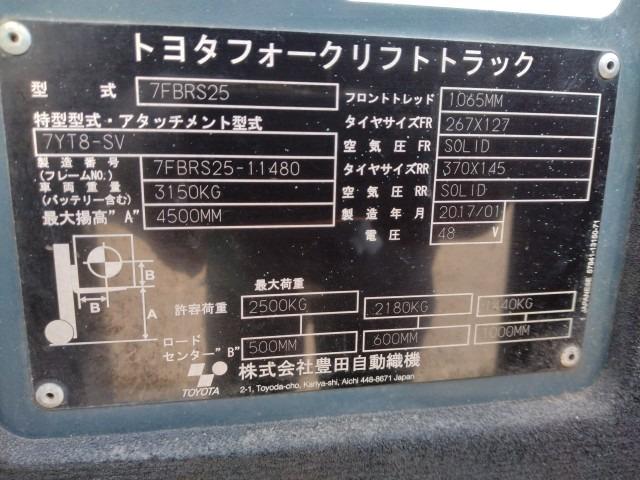 トヨタフォークリフトトラック
型式 7FBRS25
特型型式・アタッチメント型式
7YT8-SV
製造番号 (フレームNO.) 7FBRS25-11480
車両重量 (バッテリー含む) 3150KG
最大揚高"A" 4500MM
フロントトレッド 1065MM
タイヤサイズFR 267X127
空気圧FR SOLID
タイヤサイズRR 370X145
空気圧RR SOLID
製造年月 2017/01
電圧 48 V
B
B
A
最大荷重
許容荷重 2500KG 2180KG 1440KG
ロードセンター"B" 500MM 600MM 1000MM
TOYOTA
株式会社豊田自動織機
2-1, Toyoda-cho, Kariya-shi, Aichi 448-8671 Japan
JAPANESE 57841-13150-71